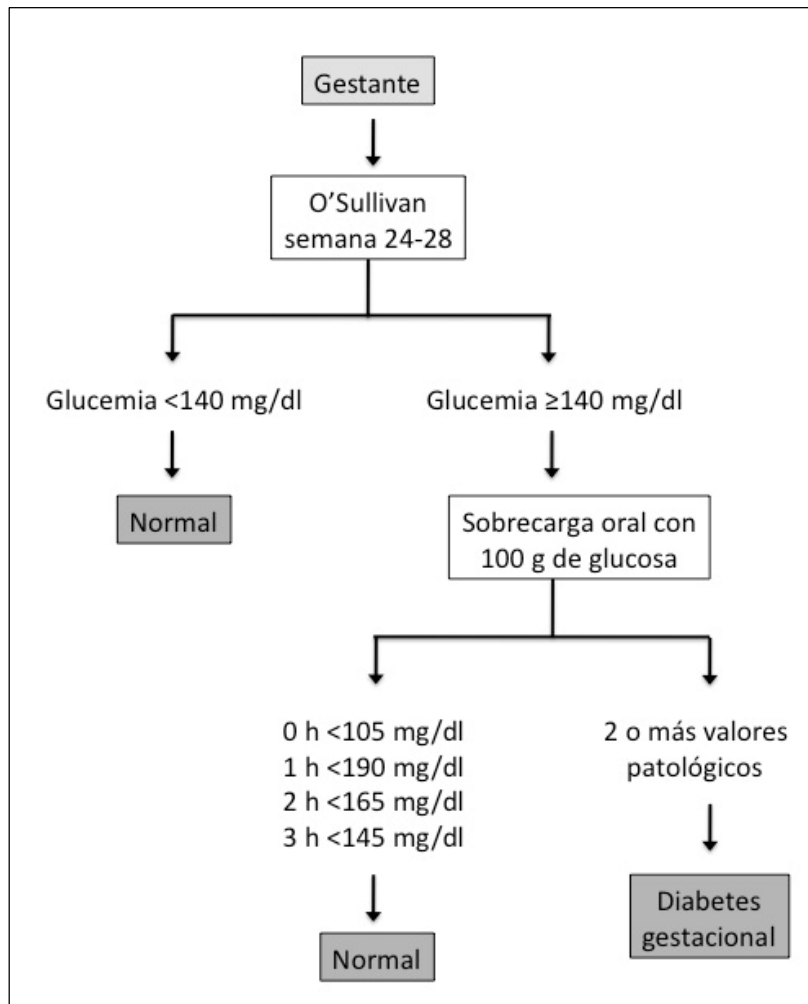 Gestante
O’Sullivan
semana 24-28
Glucemia <140 mg/dl
Glucemia ≥140 mg/dl
Normal
Sobrecarga oral con
100 g de glucosa
0 h <105 mg/dl
1 h <190 mg/dl
2 h <165 mg/dl
3 h <145 mg/dl
2 o más valores
patológicos
Normal
Diabetes
gestacional